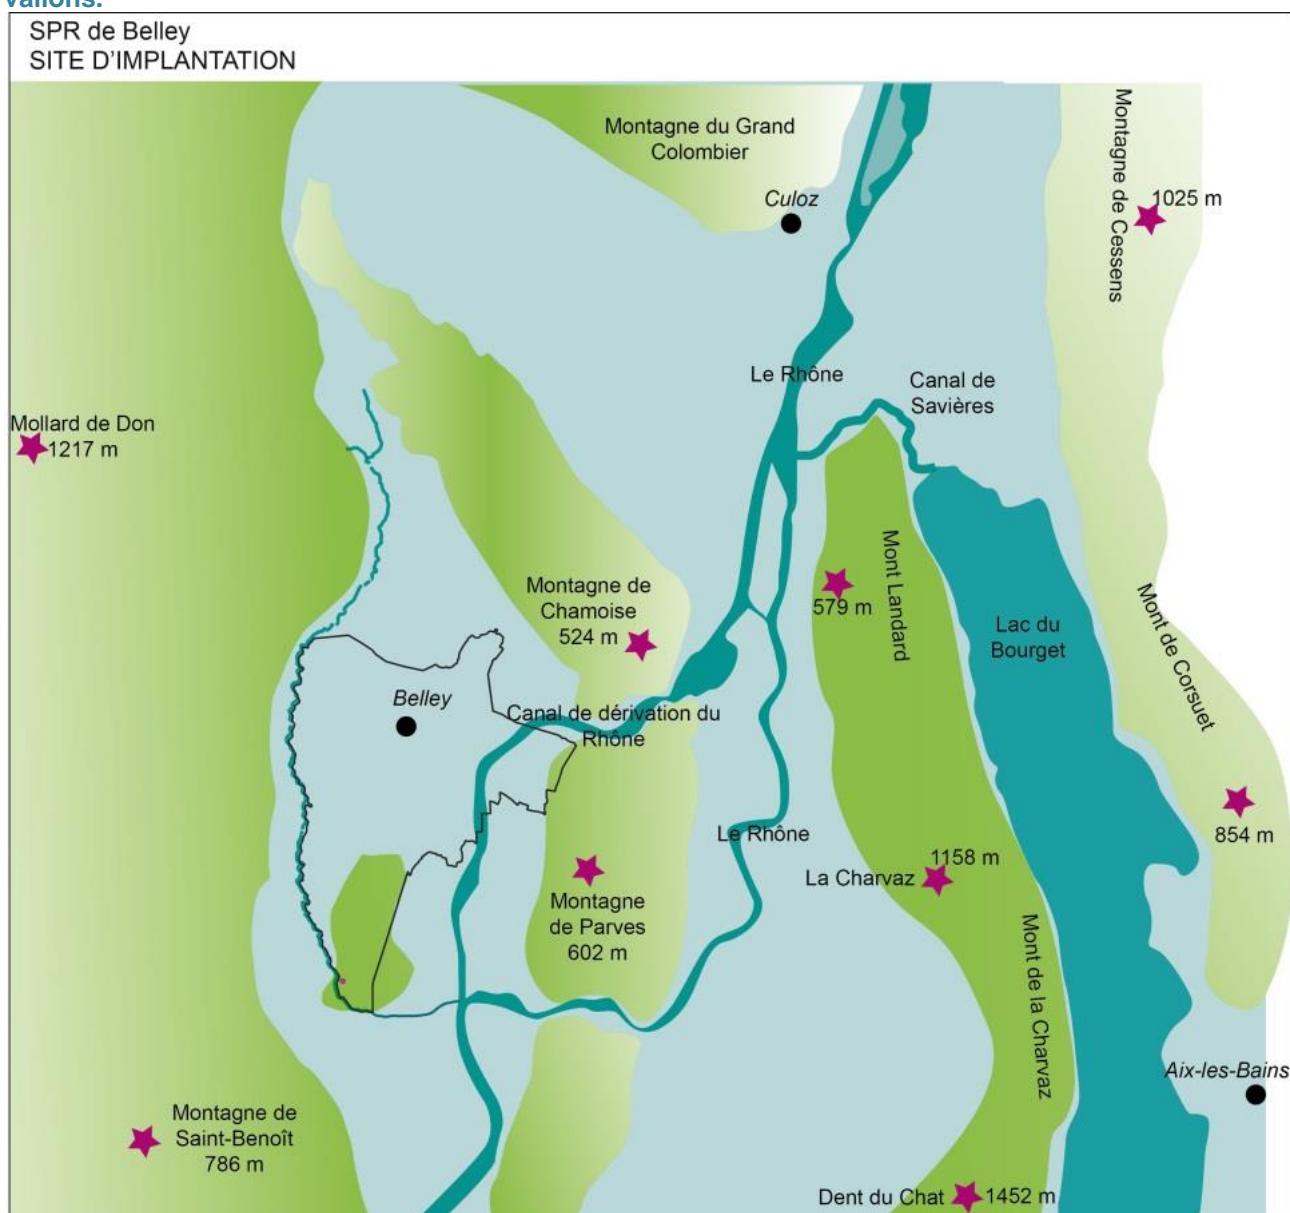 vallons.
SPR de Belley
SITE D'IMPLANTATION
Montagne du Grand
Colombier
Culoz
Montagne de Cessens
1025 m
Le Rhône
Canal de
Savières
Mollard de Don
1217 m
Montagne de
Chamoise
524 m
579 m
Mont Landard
Lac du
Bourget
Mont de Corsuet
Belley
Canal de dérivation du
Rhône
Le Rhône
854 m
1158 m
La Charvaz
Montagne
de Parves
602 m
Mont de la Charvaz
Aix-les-Bains
Montagne de
Saint-Benoît
786 m
Dent du Chat
1452 m